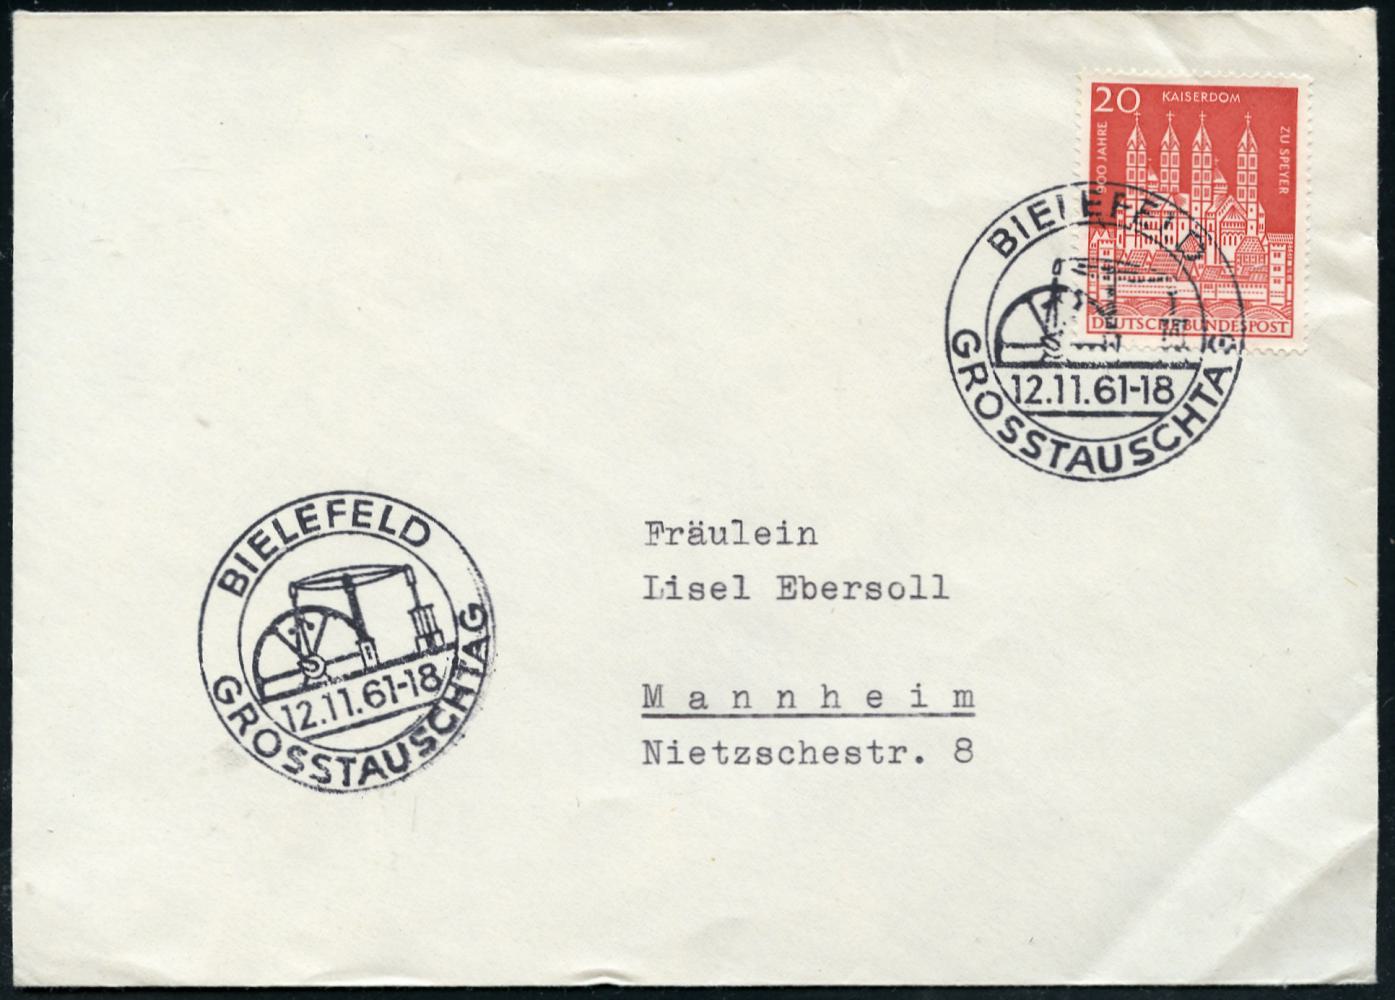 20 KAISERDOM
900 JAHRE
ZU SPEYER
DEUTSCHE BUNDESPOST
BIELEFELD
12.11.61-18
GROSSTAUSCHTAG
BIELEFELD
12.11.61-18
GROSSTAUSCHTAG
Fräulein
Lisel Ebersoll
Mannheim
Nietzschestr. 8